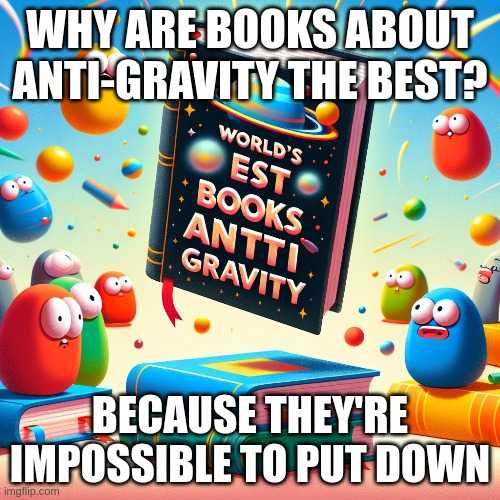 WHY ARE BOOKS ABOUT
ANTI-GRAVITY THE BEST?
WORLD'S
EST
BOOKS
ANTTI
GRAVITY
BECAUSE THEY'RE
IMPOSSIBLE TO PUT DOWN
imgflip.com